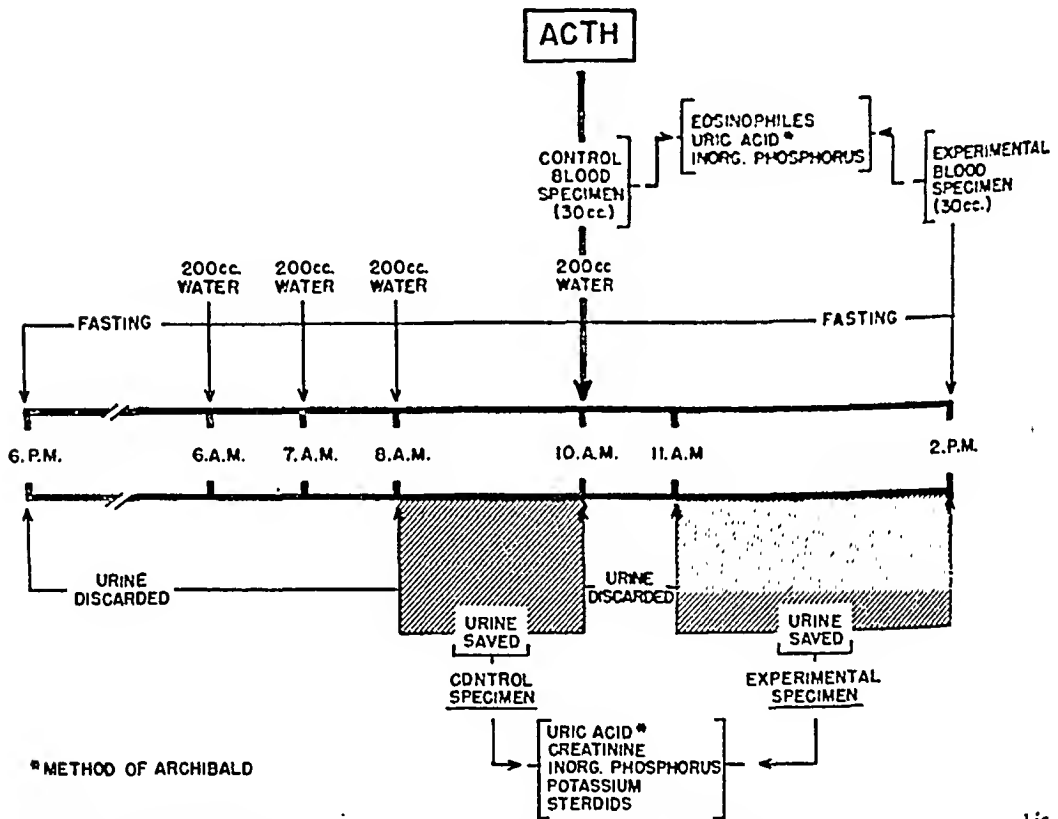 ACTH
CONTROL
BLOOD
SPECIMEN
(30cc.)
EOSINOPHILES
URIC ACID*
INORG. PHOSPHORUS
EXPERIMENTAL
BLOOD
SPECIMEN
(30cc.)
200cc.
WATER
200cc.
WATER
200cc.
WATER
200cc
WATER
FASTING
FASTING
6.P.M.
6.A.M.
7.A.M.
8.A.M.
10.A.M.
11.A.M
2.P.M.
URINE
DISCARDED
URINE
DISCARDED
URINE
SAVED
URINE
SAVED
CONTROL
SPECIMEN
EXPERIMENTAL
SPECIMEN
URIC ACID*
CREATININE
INORG. PHOSPHORUS
POTASSIUM
STEROIDS
*METHOD OF ARCHIBALD